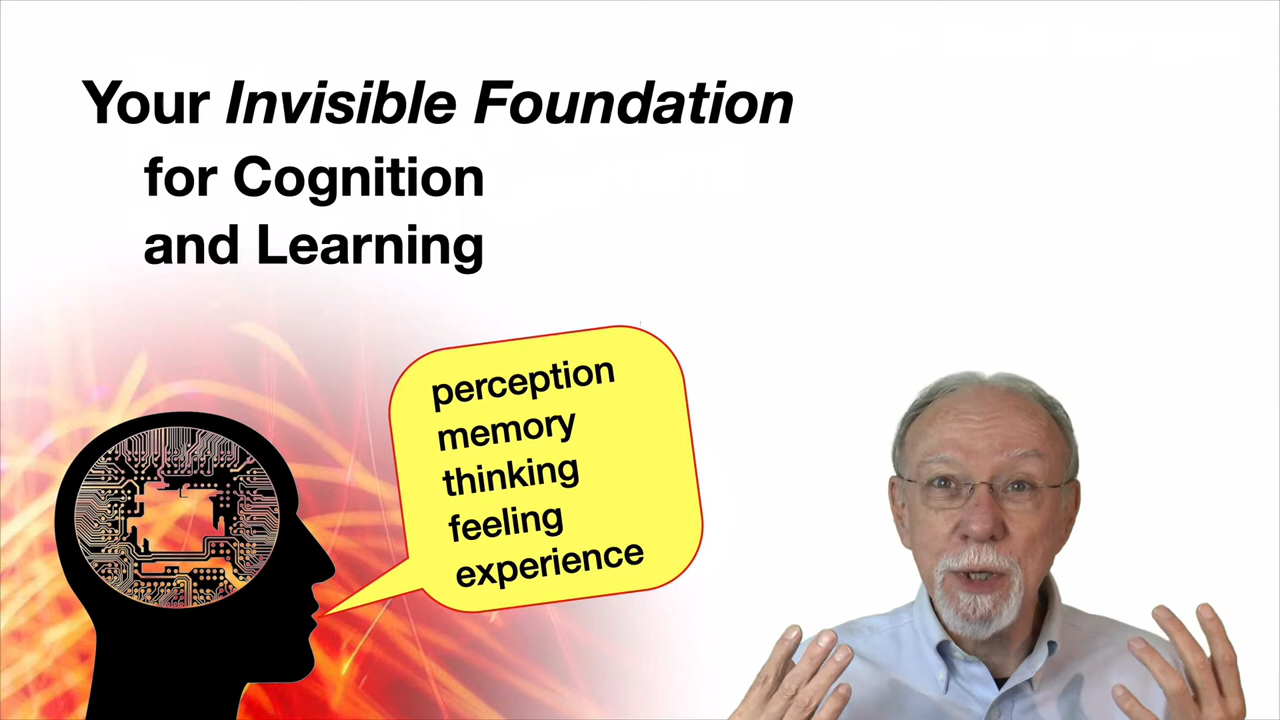 Your Invisible Foundation
for Cognition
and Learning
perception
memory
thinking
feeling
experience